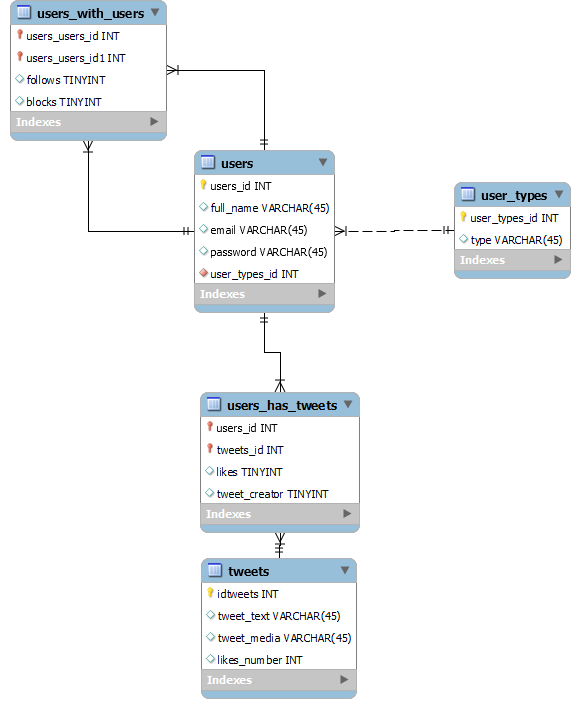 users_with_users
users_users_id INT
users_users_id1 INT
follows TINYINT
blocks TINYINT
Indexes
users
users_id INT
full_name VARCHAR(45)
email VARCHAR(45)
password VARCHAR(45)
user_types_id INT
Indexes
user_types
user_types_id INT
type VARCHAR(45)
Indexes
users_has_tweets
users_id INT
tweets_id INT
likes TINYINT
tweet_creator TINYINT
Indexes
tweets
idtweets INT
tweet_text VARCHAR(45)
tweet_media VARCHAR(45)
likes_number INT
Indexes